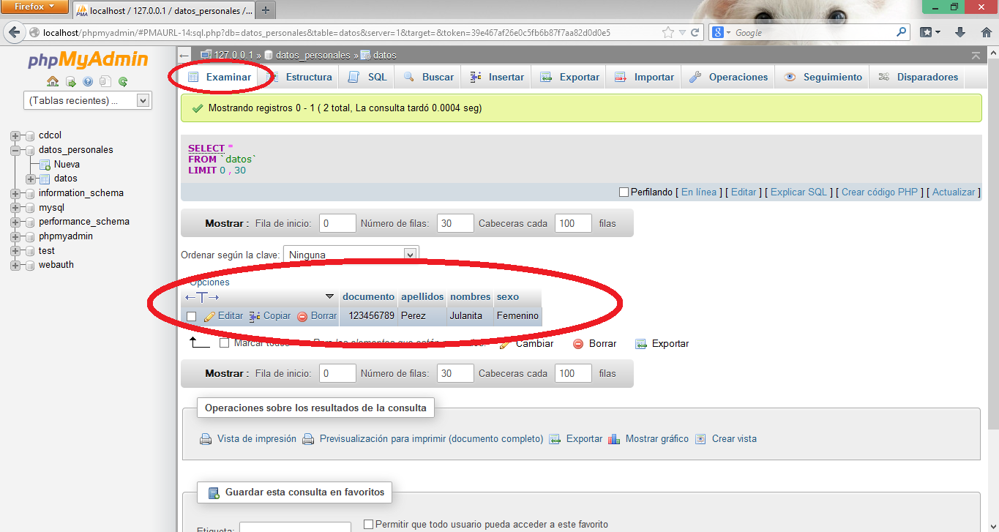 Firefox
localhost / 127.0.0.1 / datos_personales /...
localhost/phpmyadmin/#PMAURL-14:sql.php?db=datos_personales&table=datos&server=1&target=&token=39e467af26e0c5fb6b87f7aa82d0d0e5
Google
phpMyAdmin
(Tablas recientes) ...
cdcol
datos_personales
Nueva
datos
information_schema
mysql
performance_schema
phpmyadmin
test
webauth
127.0.0.1 » datos_personales » datos
Examinar Estructura SQL Buscar Insertar Exportar Importar Operaciones Seguimiento Disparadores
Mostrando registros 0 - 1 ( 2 total, La consulta tardó 0.0004 seg)
SELECT *
FROM `datos`
LIMIT 0 , 30
Perfilando [ En línea ] [ Editar ] [ Explicar SQL ] [ Crear código PHP ] [ Actualizar ]
Mostrar : Fila de inicio: 0 Número de filas: 30 Cabeceras cada 100 filas
Ordenar según la clave: Ninguna
Opciones
←T→ documento apellidos nombres sexo
Editar Copiar Borrar 123456789 Perez Julanita Femenino
Marcar todos Para los elementos que están Cambiar Borrar Exportar
Mostrar : Fila de inicio: 0 Número de filas: 30 Cabeceras cada 100 filas
Operaciones sobre los resultados de la consulta
Vista de impresión Previsualización para imprimir (documento completo) Exportar Mostrar gráfico Crear vista
Guardar esta consulta en favoritos
Etiqueta: Permitir que todo usuario pueda acceder a este favorito